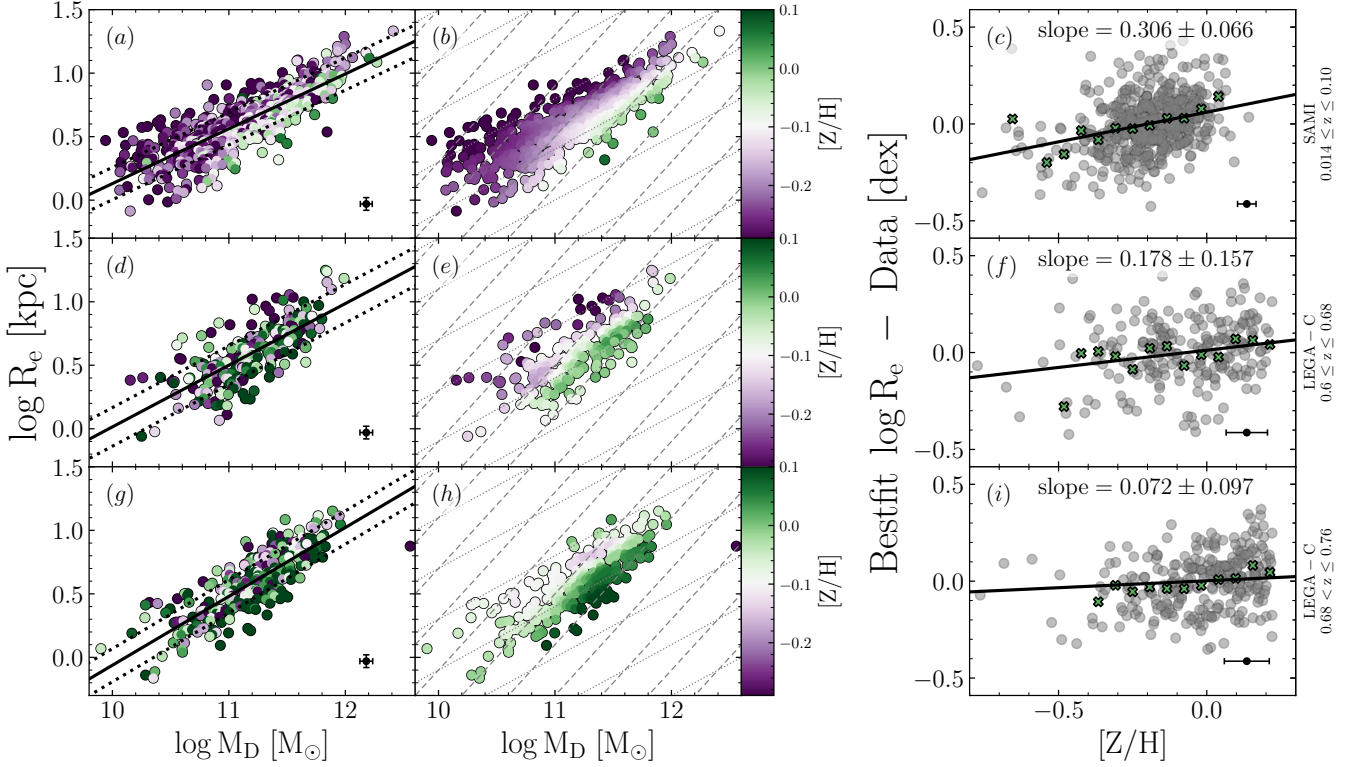 log R_e [kpc]
1.5
1.0
0.5
0.0
(a)
(b)
0.1
0.0
−0.1
−0.2
[Z/H]
Bestfit log R_e − Data [dex]
0.5
0.0
−0.5
(c)
slope = 0.306 ± 0.066
SAMI
0.014 ≤ z ≤ 0.10
1.5
1.0
0.5
0.0
(d)
(e)
0.1
0.0
−0.1
−0.2
[Z/H]
0.5
0.0
−0.5
(f)
slope = 0.178 ± 0.157
LEGA − C
0.6 ≤ z ≤ 0.68
1.5
1.0
0.5
0.0
(g)
(h)
0.1
0.0
−0.1
−0.2
[Z/H]
0.5
0.0
−0.5
(i)
slope = 0.072 ± 0.097
LEGA − C
0.68 < z ≤ 0.76
10 11 12
10 11 12
−0.5 0.0
log M_D [M_⊙]
log M_D [M_⊙]
[Z/H]